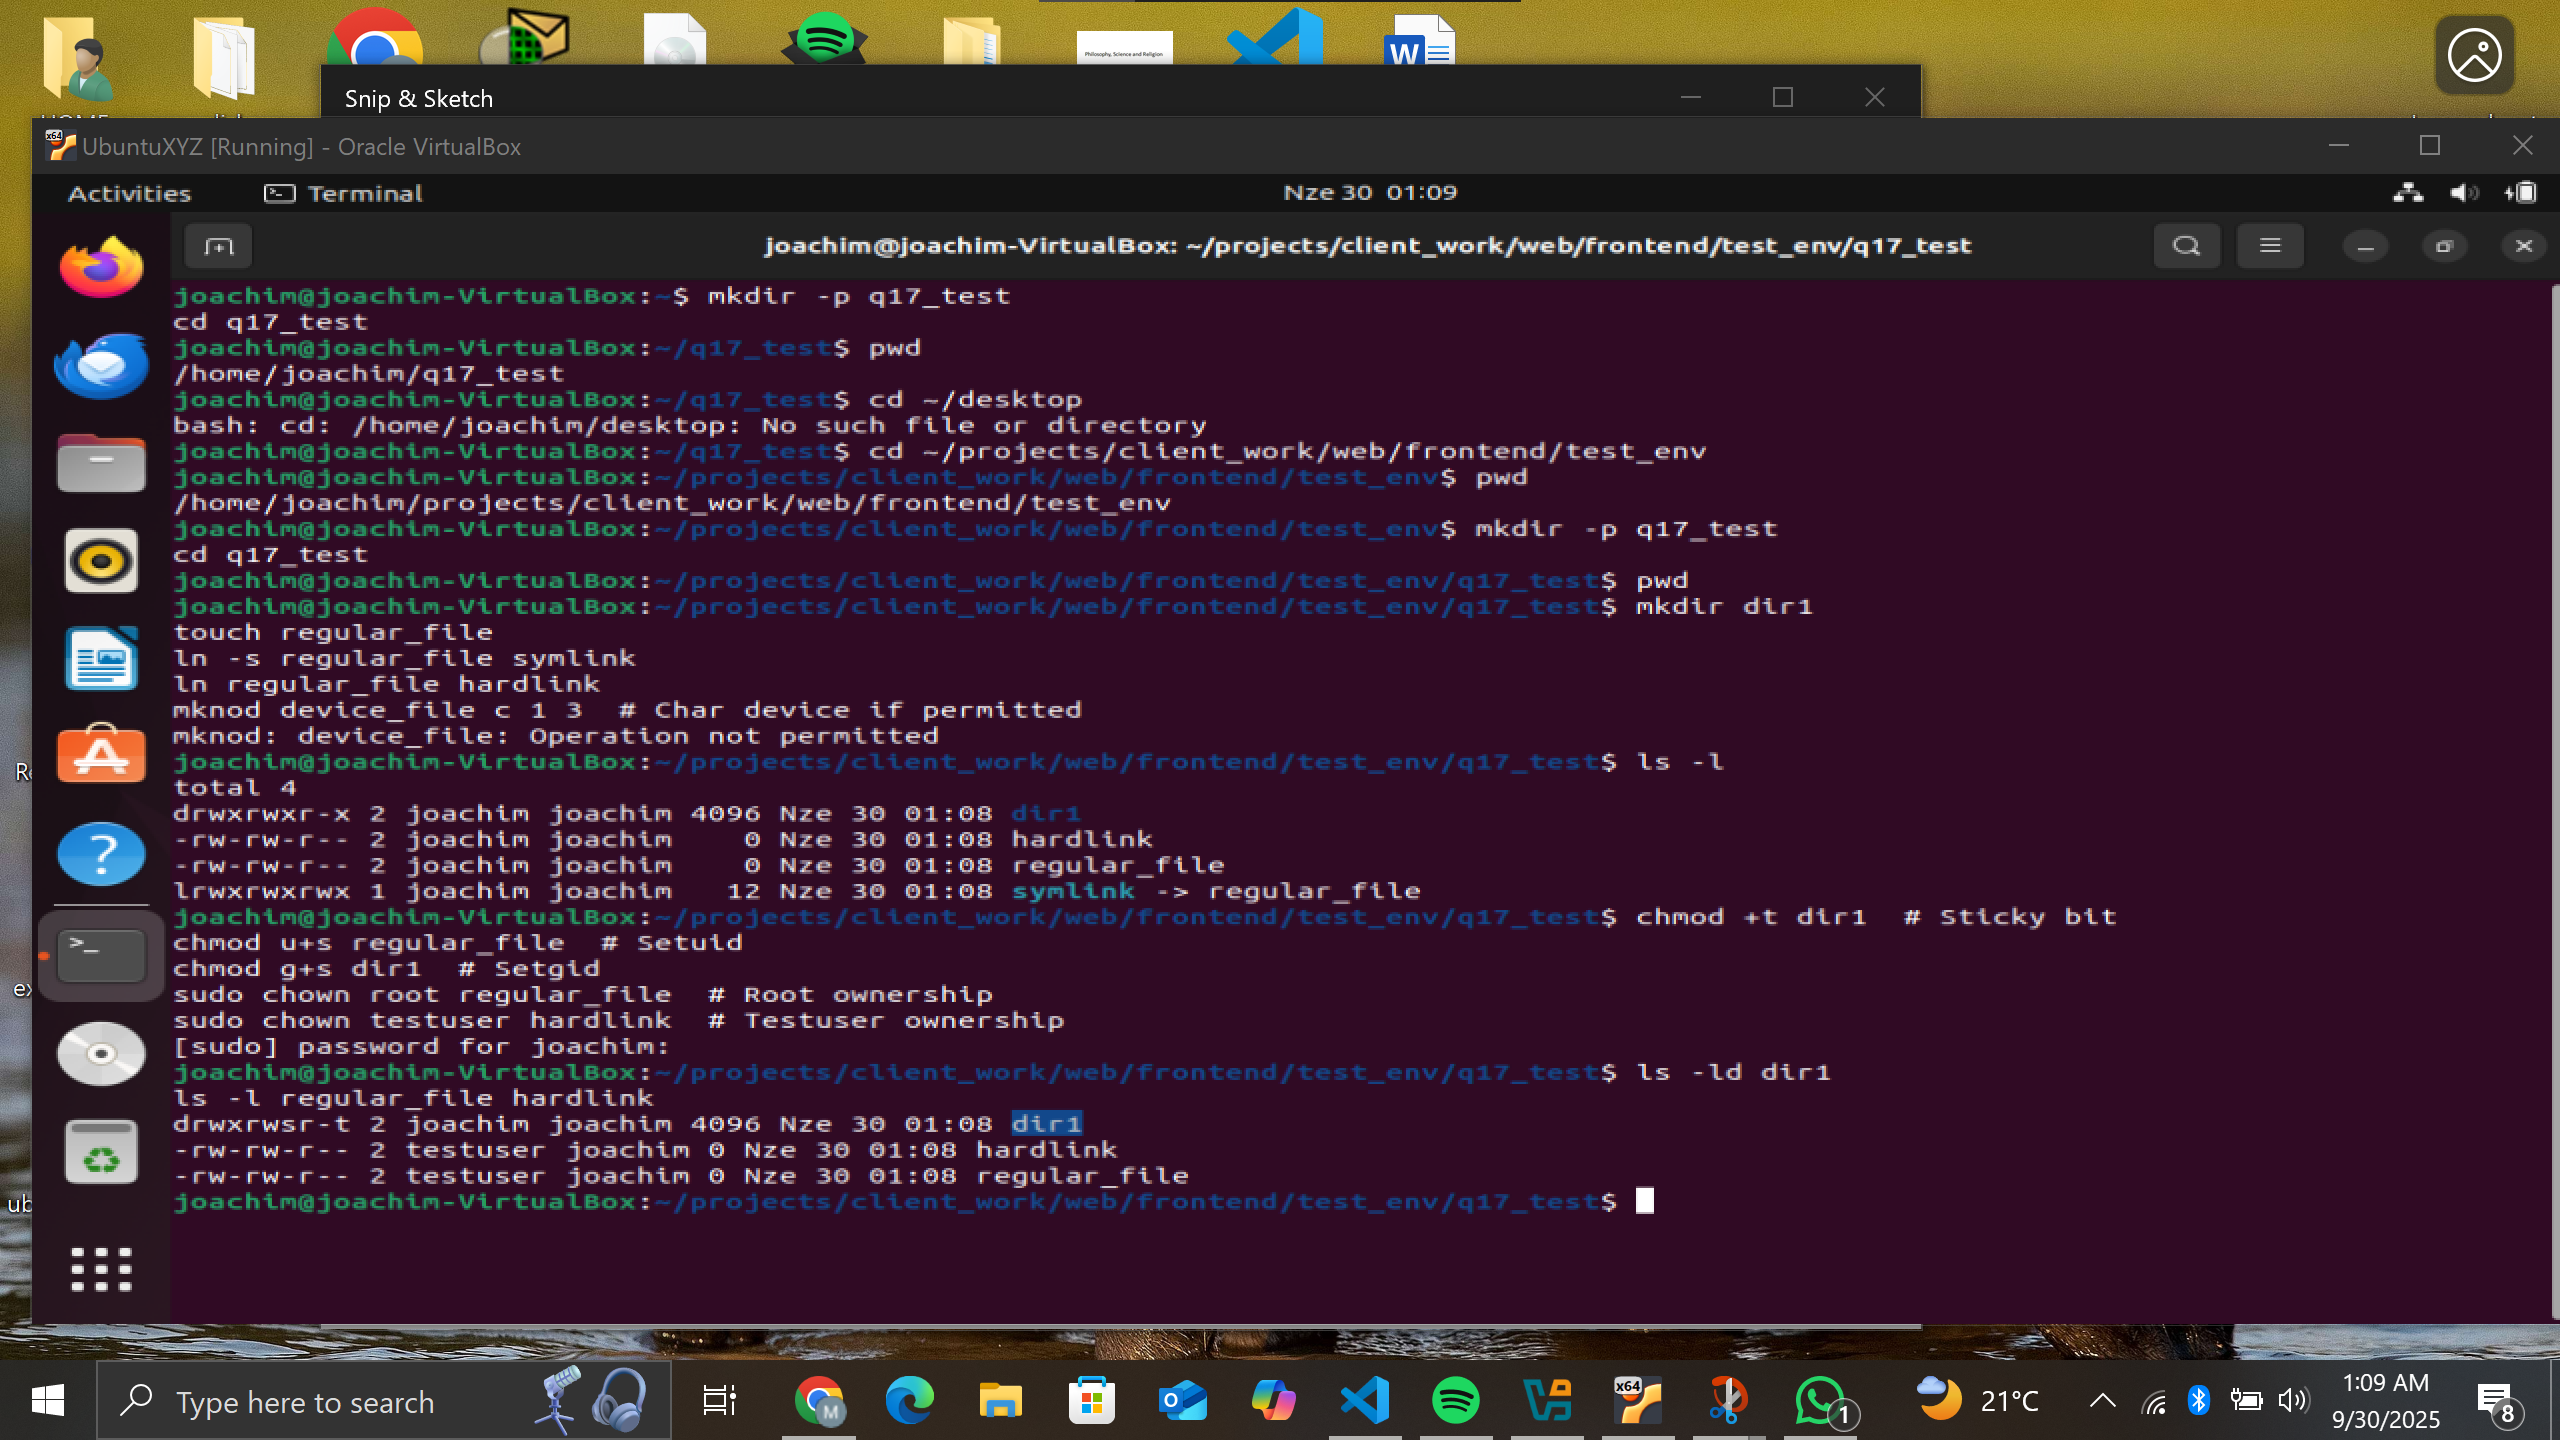 Philosophy, Science and Religion
Snip & Sketch
UbuntuXYZ [Running] - Oracle VirtualBox
Activities
Terminal
Nze 30 01:09
joachim@joachim-VirtualBox: ~/projects/client_work/web/frontend/test_env/q17_test
joachim@joachim-VirtualBox:~$ mkdir -p q17_test
cd q17_test
joachim@joachim-VirtualBox:~/q17_test$ pwd
/home/joachim/q17_test
joachim@joachim-VirtualBox:~/q17_test$ cd ~/desktop
bash: cd: /home/joachim/desktop: No such file or directory
joachim@joachim-VirtualBox:~/q17_test$ cd ~/projects/client_work/web/frontend/test_env
joachim@joachim-VirtualBox:~/projects/client_work/web/frontend/test_env$ pwd
/home/joachim/projects/client_work/web/frontend/test_env
joachim@joachim-VirtualBox:~/projects/client_work/web/frontend/test_env$ mkdir -p q17_test
cd q17_test
joachim@joachim-VirtualBox:~/projects/client_work/web/frontend/test_env/q17_test$ pwd
joachim@joachim-VirtualBox:~/projects/client_work/web/frontend/test_env/q17_test$ mkdir dir1
touch regular_file
ln -s regular_file symlink
ln regular_file hardlink
mknod device_file c 1 3  # Char device if permitted
mknod: device_file: Operation not permitted
joachim@joachim-VirtualBox:~/projects/client_work/web/frontend/test_env/q17_test$ ls -l
total 4
drwxrwxr-x 2 joachim joachim 4096 Nze 30 01:08 dir1
-rw-rw-r-- 2 joachim joachim    0 Nze 30 01:08 hardlink
-rw-rw-r-- 2 joachim joachim    0 Nze 30 01:08 regular_file
lrwxrwxrwx 1 joachim joachim   12 Nze 30 01:08 symlink -> regular_file
joachim@joachim-VirtualBox:~/projects/client_work/web/frontend/test_env/q17_test$ chmod +t dir1  # Sticky bit
chmod u+s regular_file  # Setuid
chmod g+s dir1  # Setgid
sudo chown root regular_file  # Root ownership
sudo chown testuser hardlink  # Testuser ownership
[sudo] password for joachim:
joachim@joachim-VirtualBox:~/projects/client_work/web/frontend/test_env/q17_test$ ls -ld dir1
ls -l regular_file hardlink
drwxrwsr-t 2 joachim joachim 4096 Nze 30 01:08 dir1
-rw-rw-r-- 2 testuser joachim 0 Nze 30 01:08 hardlink
-rw-rw-r-- 2 testuser joachim 0 Nze 30 01:08 regular_file
joachim@joachim-VirtualBox:~/projects/client_work/web/frontend/test_env/q17_test$
Type here to search
M
x64
1
21°C
1:09 AM
9/30/2025
8